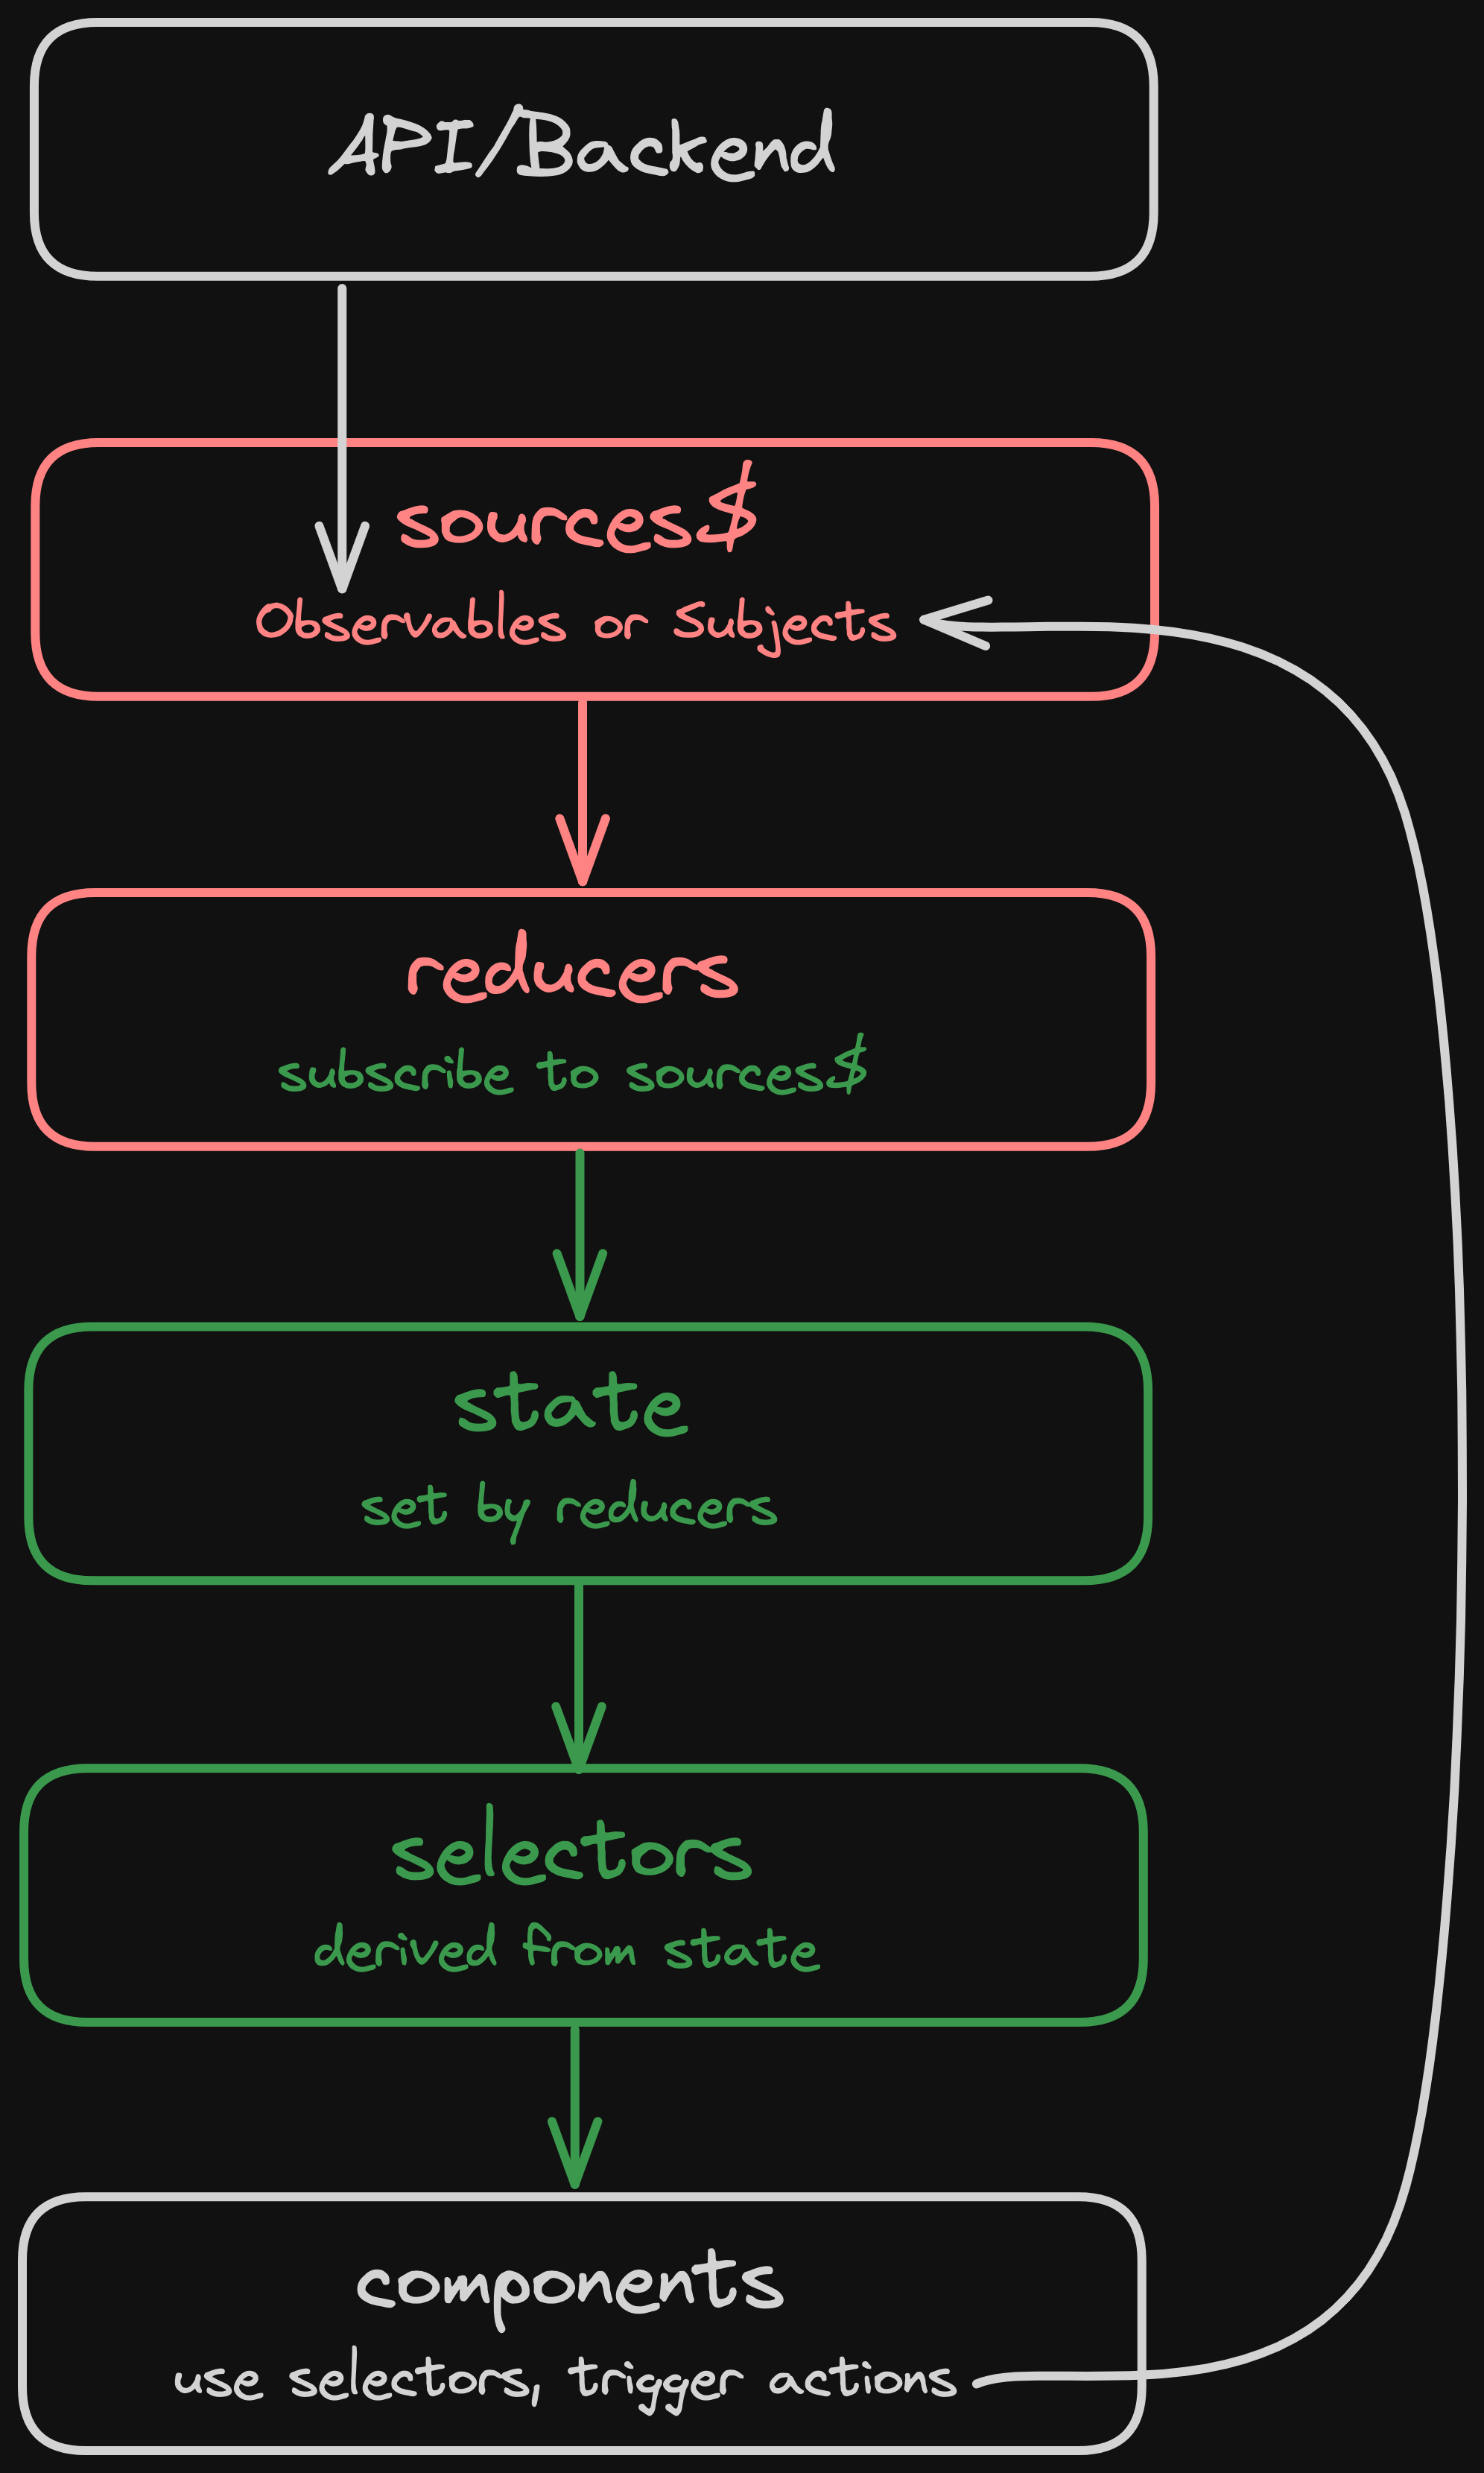 API/Backend
sources$
Observables or Subjects
reducers
subscribe to sources$
state
set by reducers
selectors
derived from state
components
use selectors, trigger actions